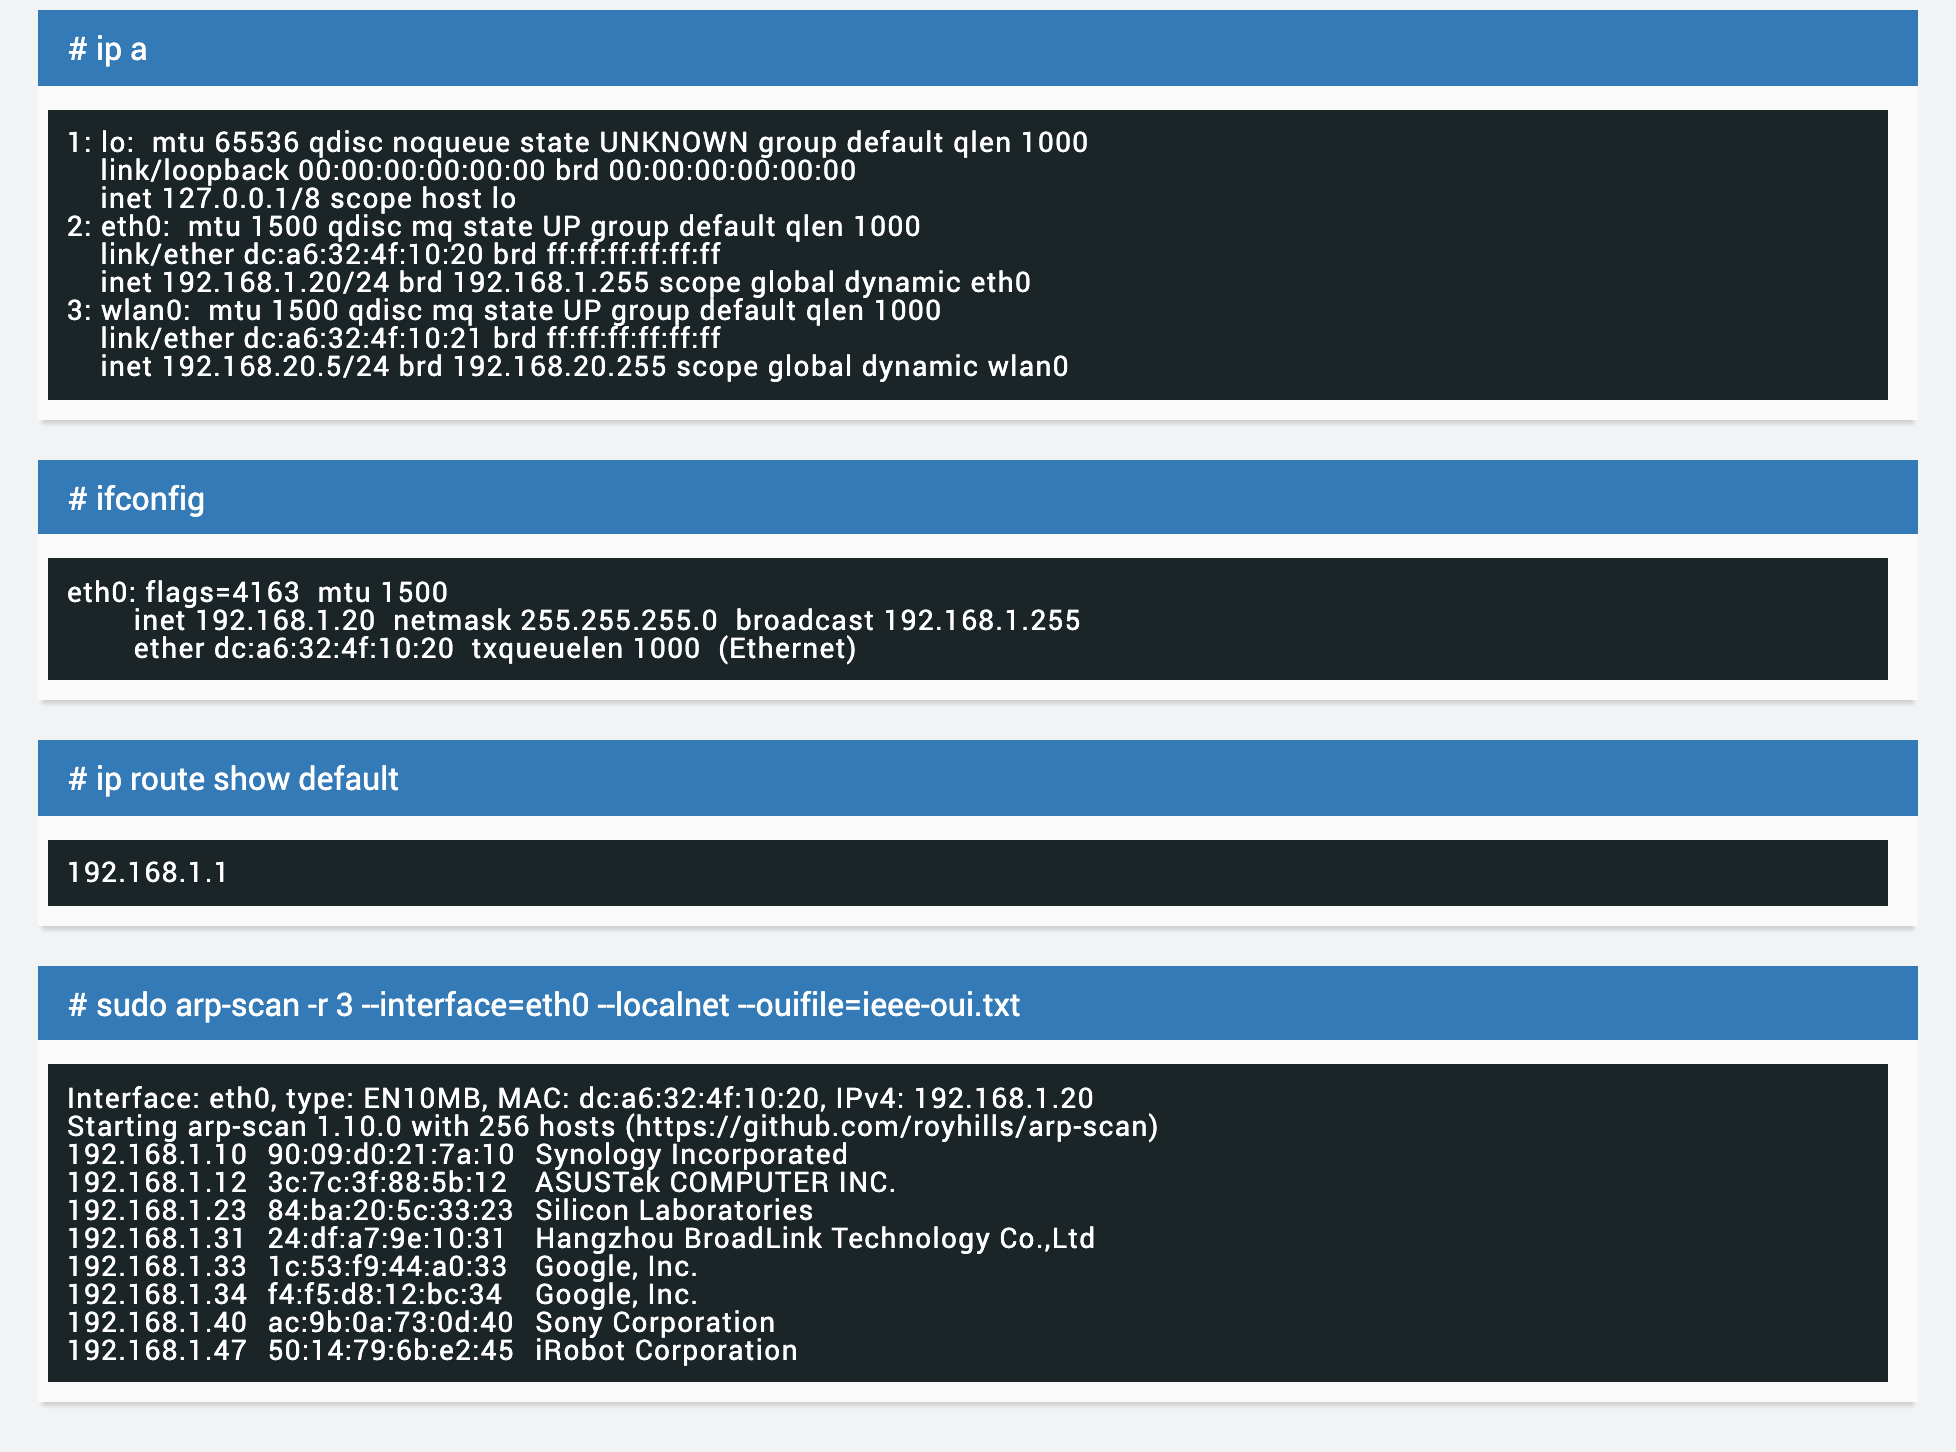 # ip a
1: lo:  mtu 65536 qdisc noqueue state UNKNOWN group default qlen 1000
    link/loopback 00:00:00:00:00:00 brd 00:00:00:00:00:00
    inet 127.0.0.1/8 scope host lo
2: eth0:  mtu 1500 qdisc mq state UP group default qlen 1000
    link/ether dc:a6:32:4f:10:20 brd ff:ff:ff:ff:ff:ff
    inet 192.168.1.20/24 brd 192.168.1.255 scope global dynamic eth0
3: wlan0:  mtu 1500 qdisc mq state UP group default qlen 1000
    link/ether dc:a6:32:4f:10:21 brd ff:ff:ff:ff:ff:ff
    inet 192.168.20.5/24 brd 192.168.20.255 scope global dynamic wlan0
# ifconfig
eth0: flags=4163  mtu 1500
        inet 192.168.1.20  netmask 255.255.255.0  broadcast 192.168.1.255
        ether dc:a6:32:4f:10:20  txqueuelen 1000  (Ethernet)
# ip route show default
192.168.1.1
# sudo arp-scan -r 3 --interface=eth0 --localnet --ouifile=ieee-oui.txt
Interface: eth0, type: EN10MB, MAC: dc:a6:32:4f:10:20, IPv4: 192.168.1.20
Starting arp-scan 1.10.0 with 256 hosts (https://github.com/royhills/arp-scan)
192.168.1.10  90:09:d0:21:7a:10  Synology Incorporated
192.168.1.12  3c:7c:3f:88:5b:12  ASUSTek COMPUTER INC.
192.168.1.23  84:ba:20:5c:33:23  Silicon Laboratories
192.168.1.31  24:df:a7:9e:10:31  Hangzhou BroadLink Technology Co.,Ltd
192.168.1.33  1c:53:f9:44:a0:33  Google, Inc.
192.168.1.34  f4:f5:d8:12:bc:34  Google, Inc.
192.168.1.40  ac:9b:0a:73:0d:40  Sony Corporation
192.168.1.47  50:14:79:6b:e2:45  iRobot Corporation